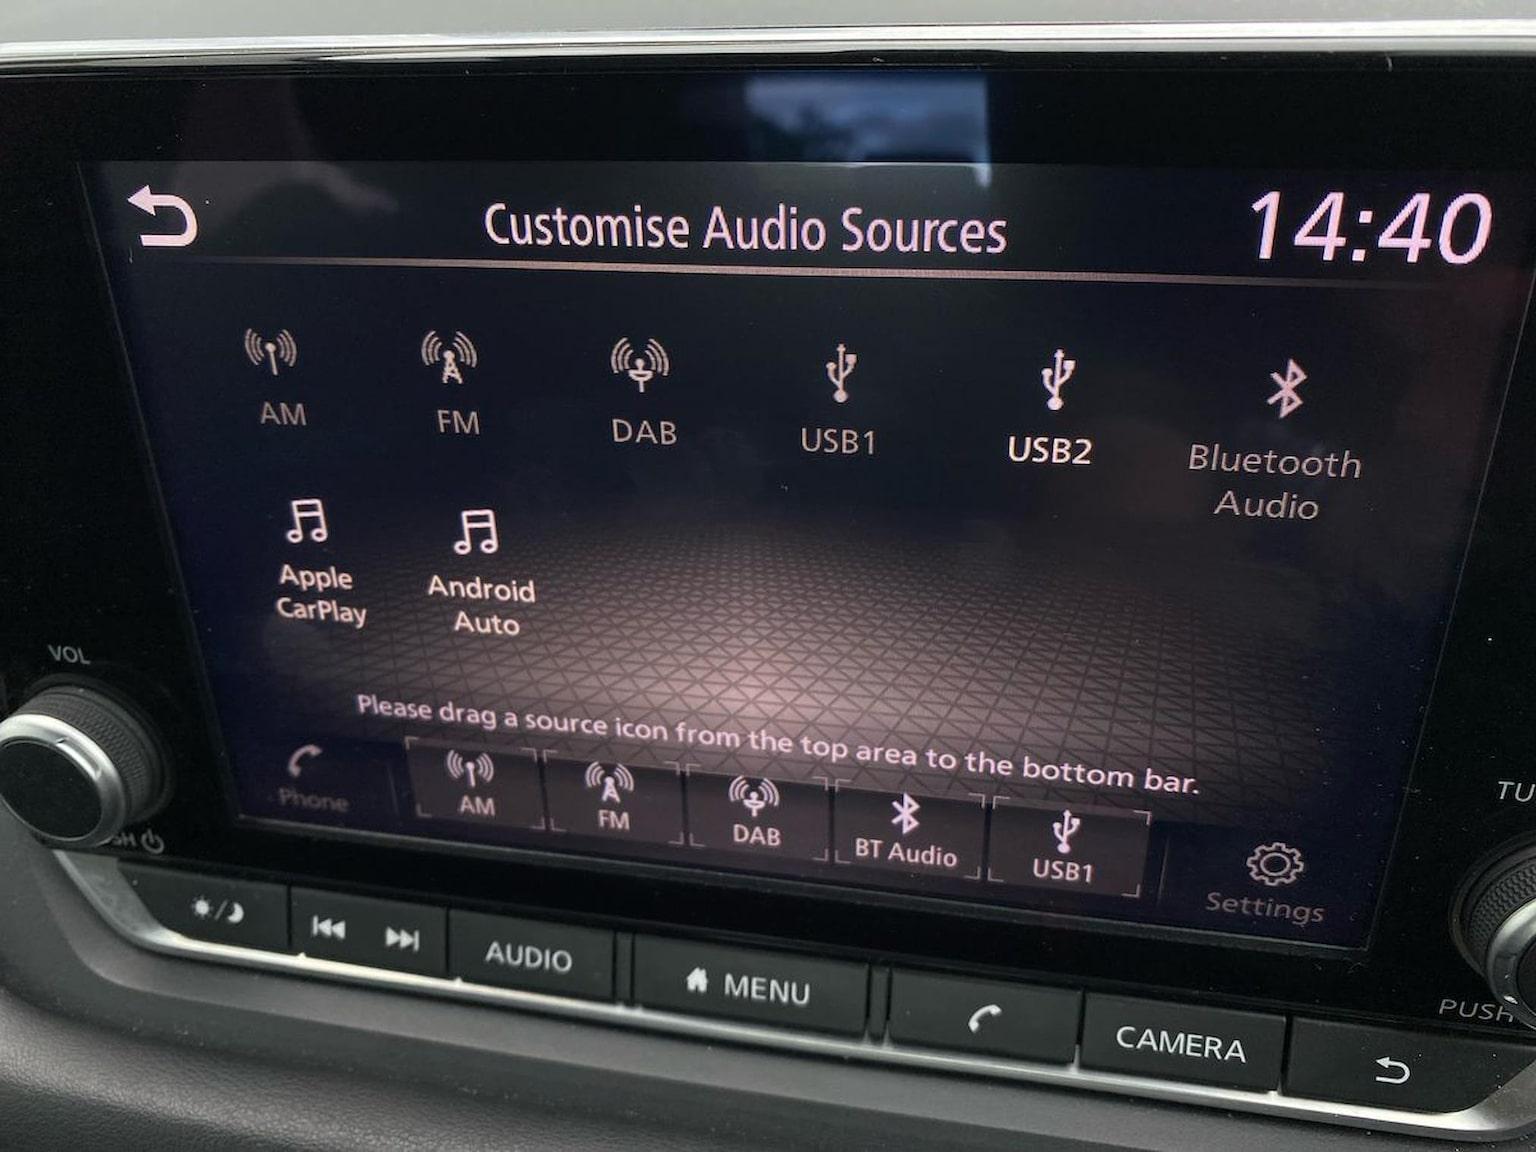 Customise Audio Sources
14:40
AM
FM
DAB
USB1
USB2
Bluetooth
Audio
Apple
CarPlay
Android
Auto
VOL
Please drag a source icon from the top area to the bottom bar.
Phone
AM
FM
DAB
BT Audio
USB1
Settings
TU
AUDIO
MENU
CAMERA
PUSH